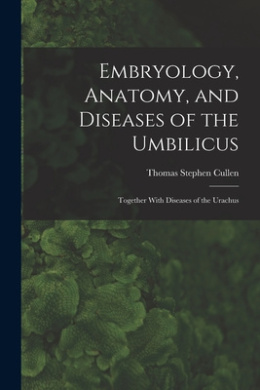 Embryology,
Anatomy, and
Diseases of the
Umbilicus
Thomas Stephen Cullen
Together With Diseases of the Urachus